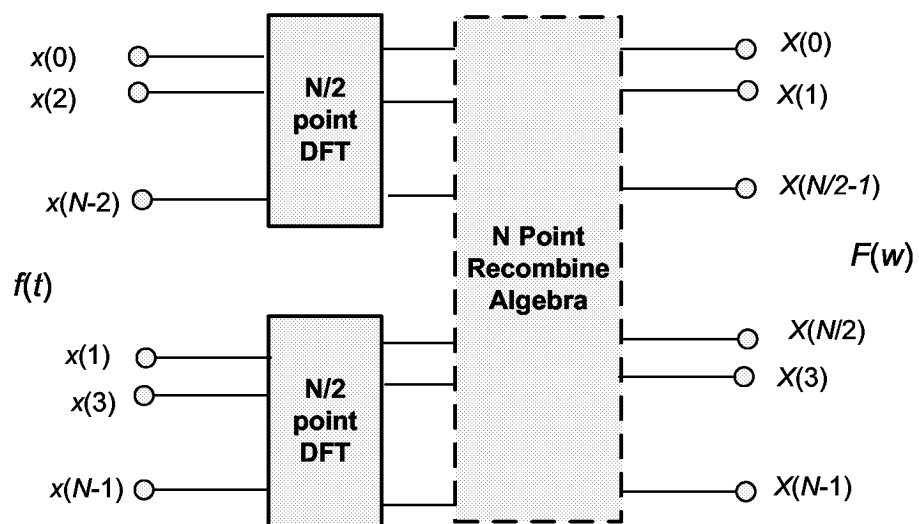 x(0)
x(2)
x(N-2)
f(t)
x(1)
x(3)
x(N-1)
N/2
point
DFT
N/2
point
DFT
N Point
Recombine
Algebra
X(0)
X(1)
X(N/2-1)
F(w)
X(N/2)
X(3)
X(N-1)